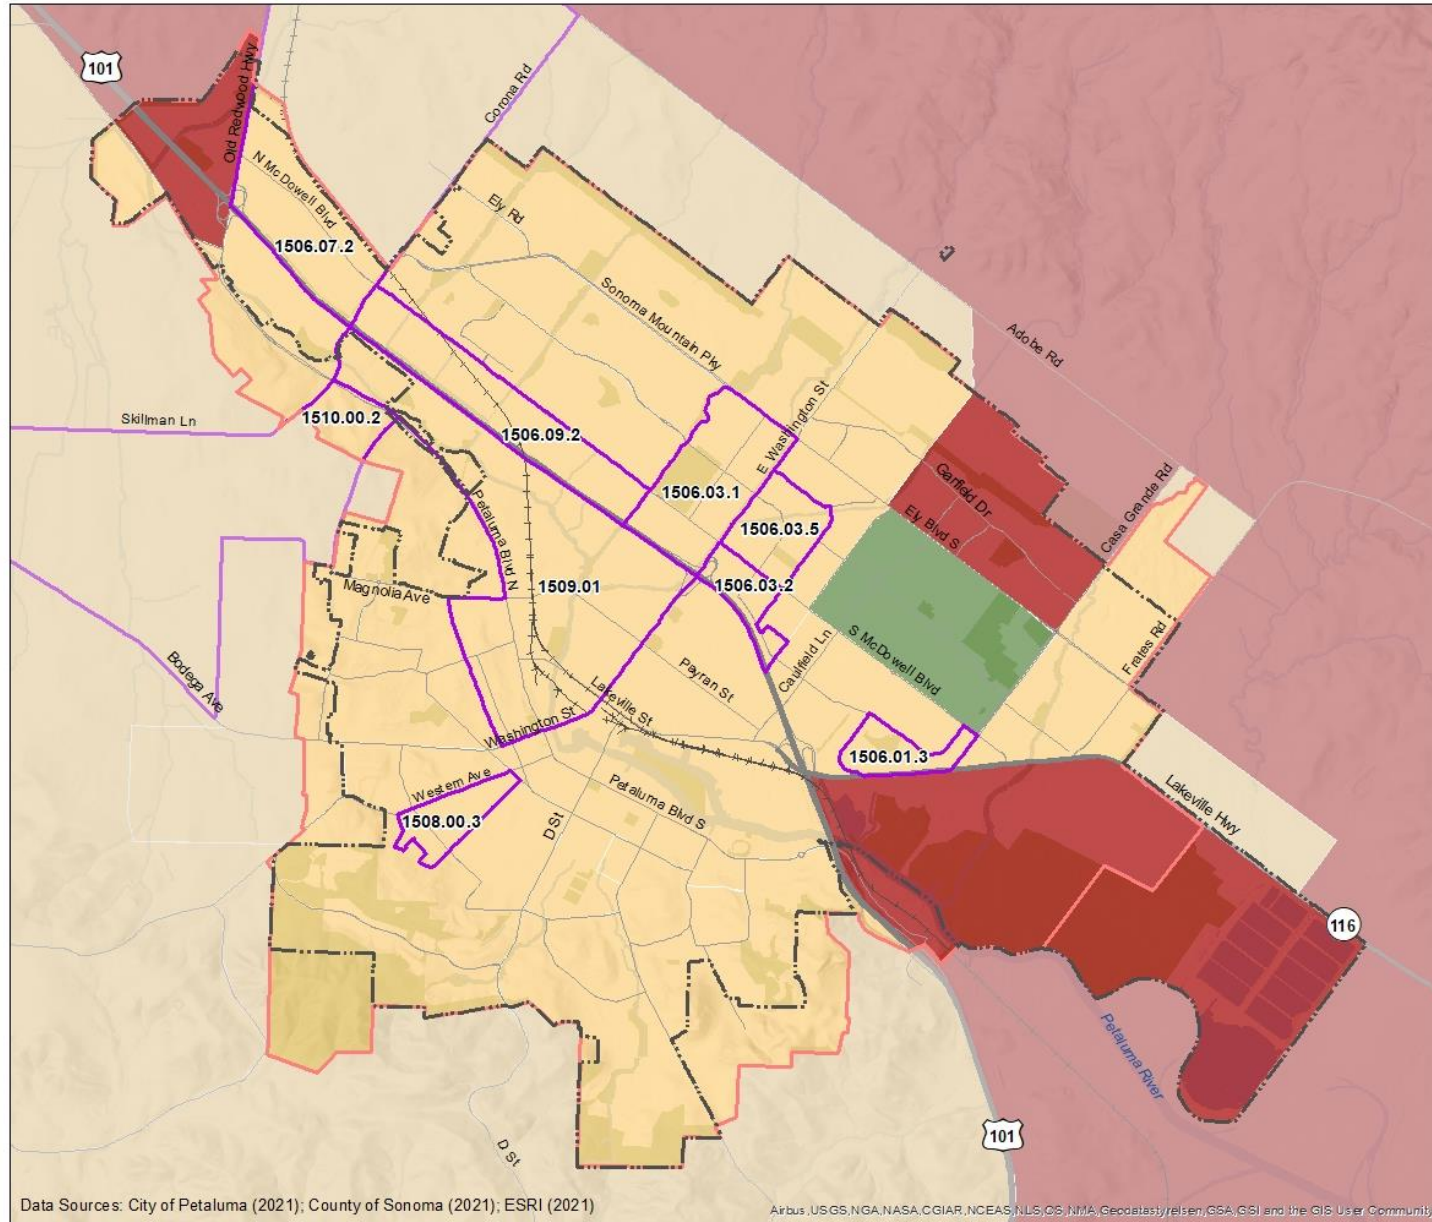 101
Old Redwood Hwy
Corona Rd
N McDowell Blvd
Ely Rd
1506.07.2
Sonoma Mountain Pky
Adobe Rd
Skillman Ln
1510.00.2
1506.09.2
E Washington St
1506.03.1
Garfield Dr
Casa Grande Rd
Ely Blvd S
1506.03.5
Petaluma Blvd N
Magnolia Ave
1509.01
1506.03.2
Bodega Ave
Payran St
Caulfield Ln
S McDowell Blvd
Frates Rd
Lakeville St
Washington St
1506.01.3
Western Ave
Petaluma Blvd S
Lakeville Hwy
1508.00.3
D St
116
Petaluma River
101
D St
Data Sources: City of Petaluma (2021); County of Sonoma (2021); ESRI (2021)
Airbus,USGS,NGA,NASA,CGIAR,NCEAS,NLS,OS,NMA,Geodatastyrelsen,GSA,GSI and the GIS User Community